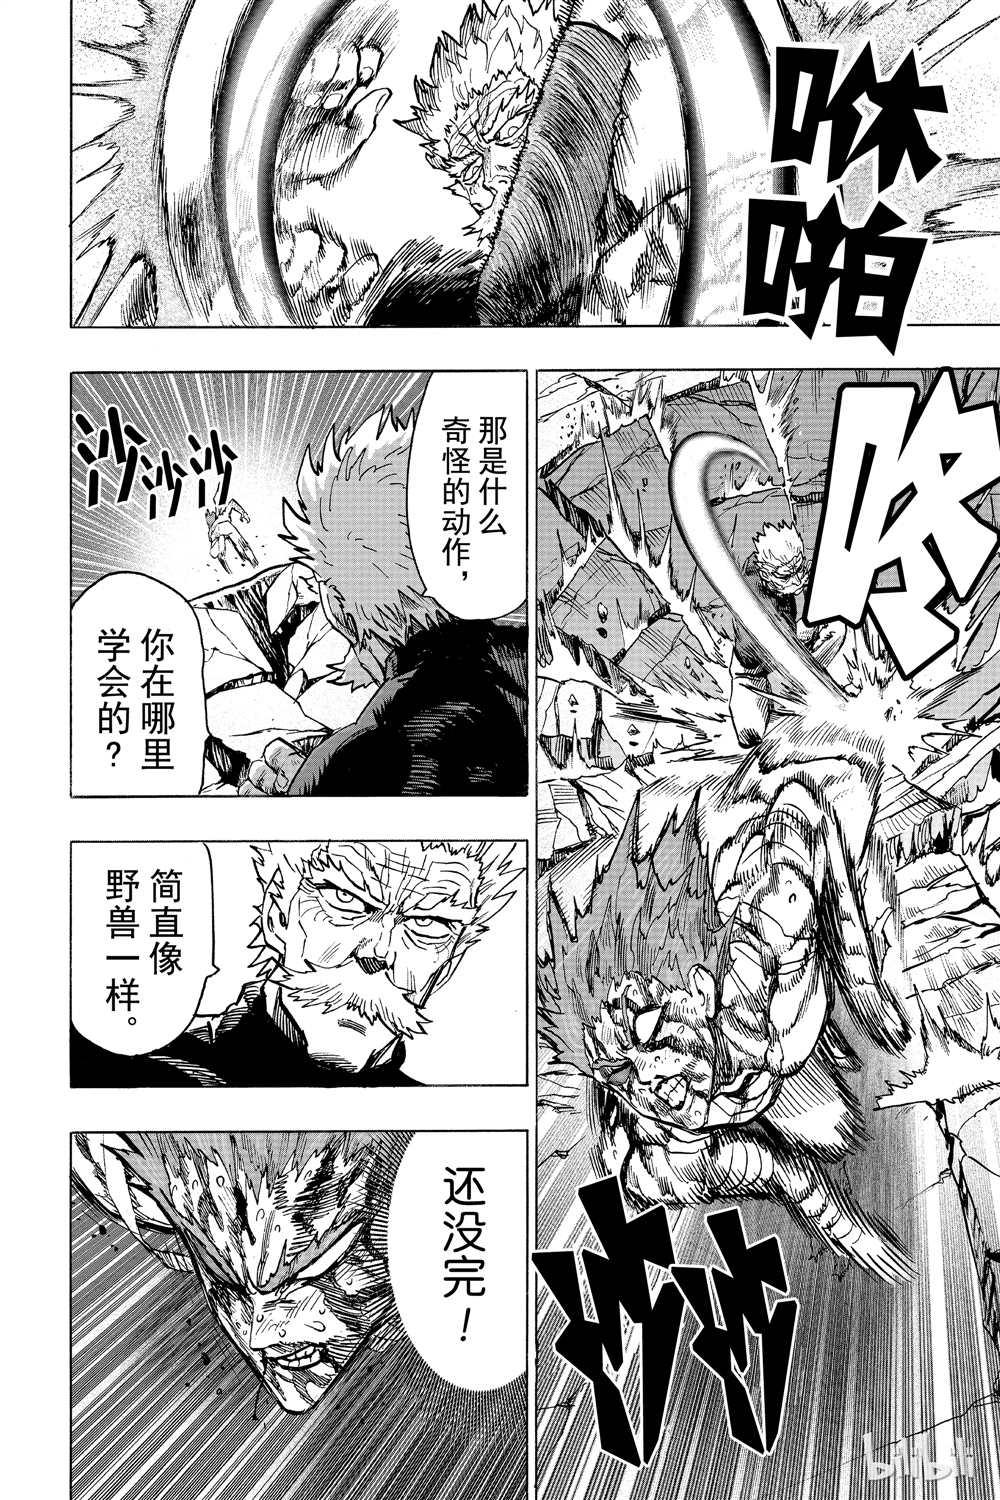 咻
啪
咚
那是什么
奇怪的动作，
沙沙沙沙
你在哪里
学会的？
简直像
野兽一样。
还没完！
bilibili